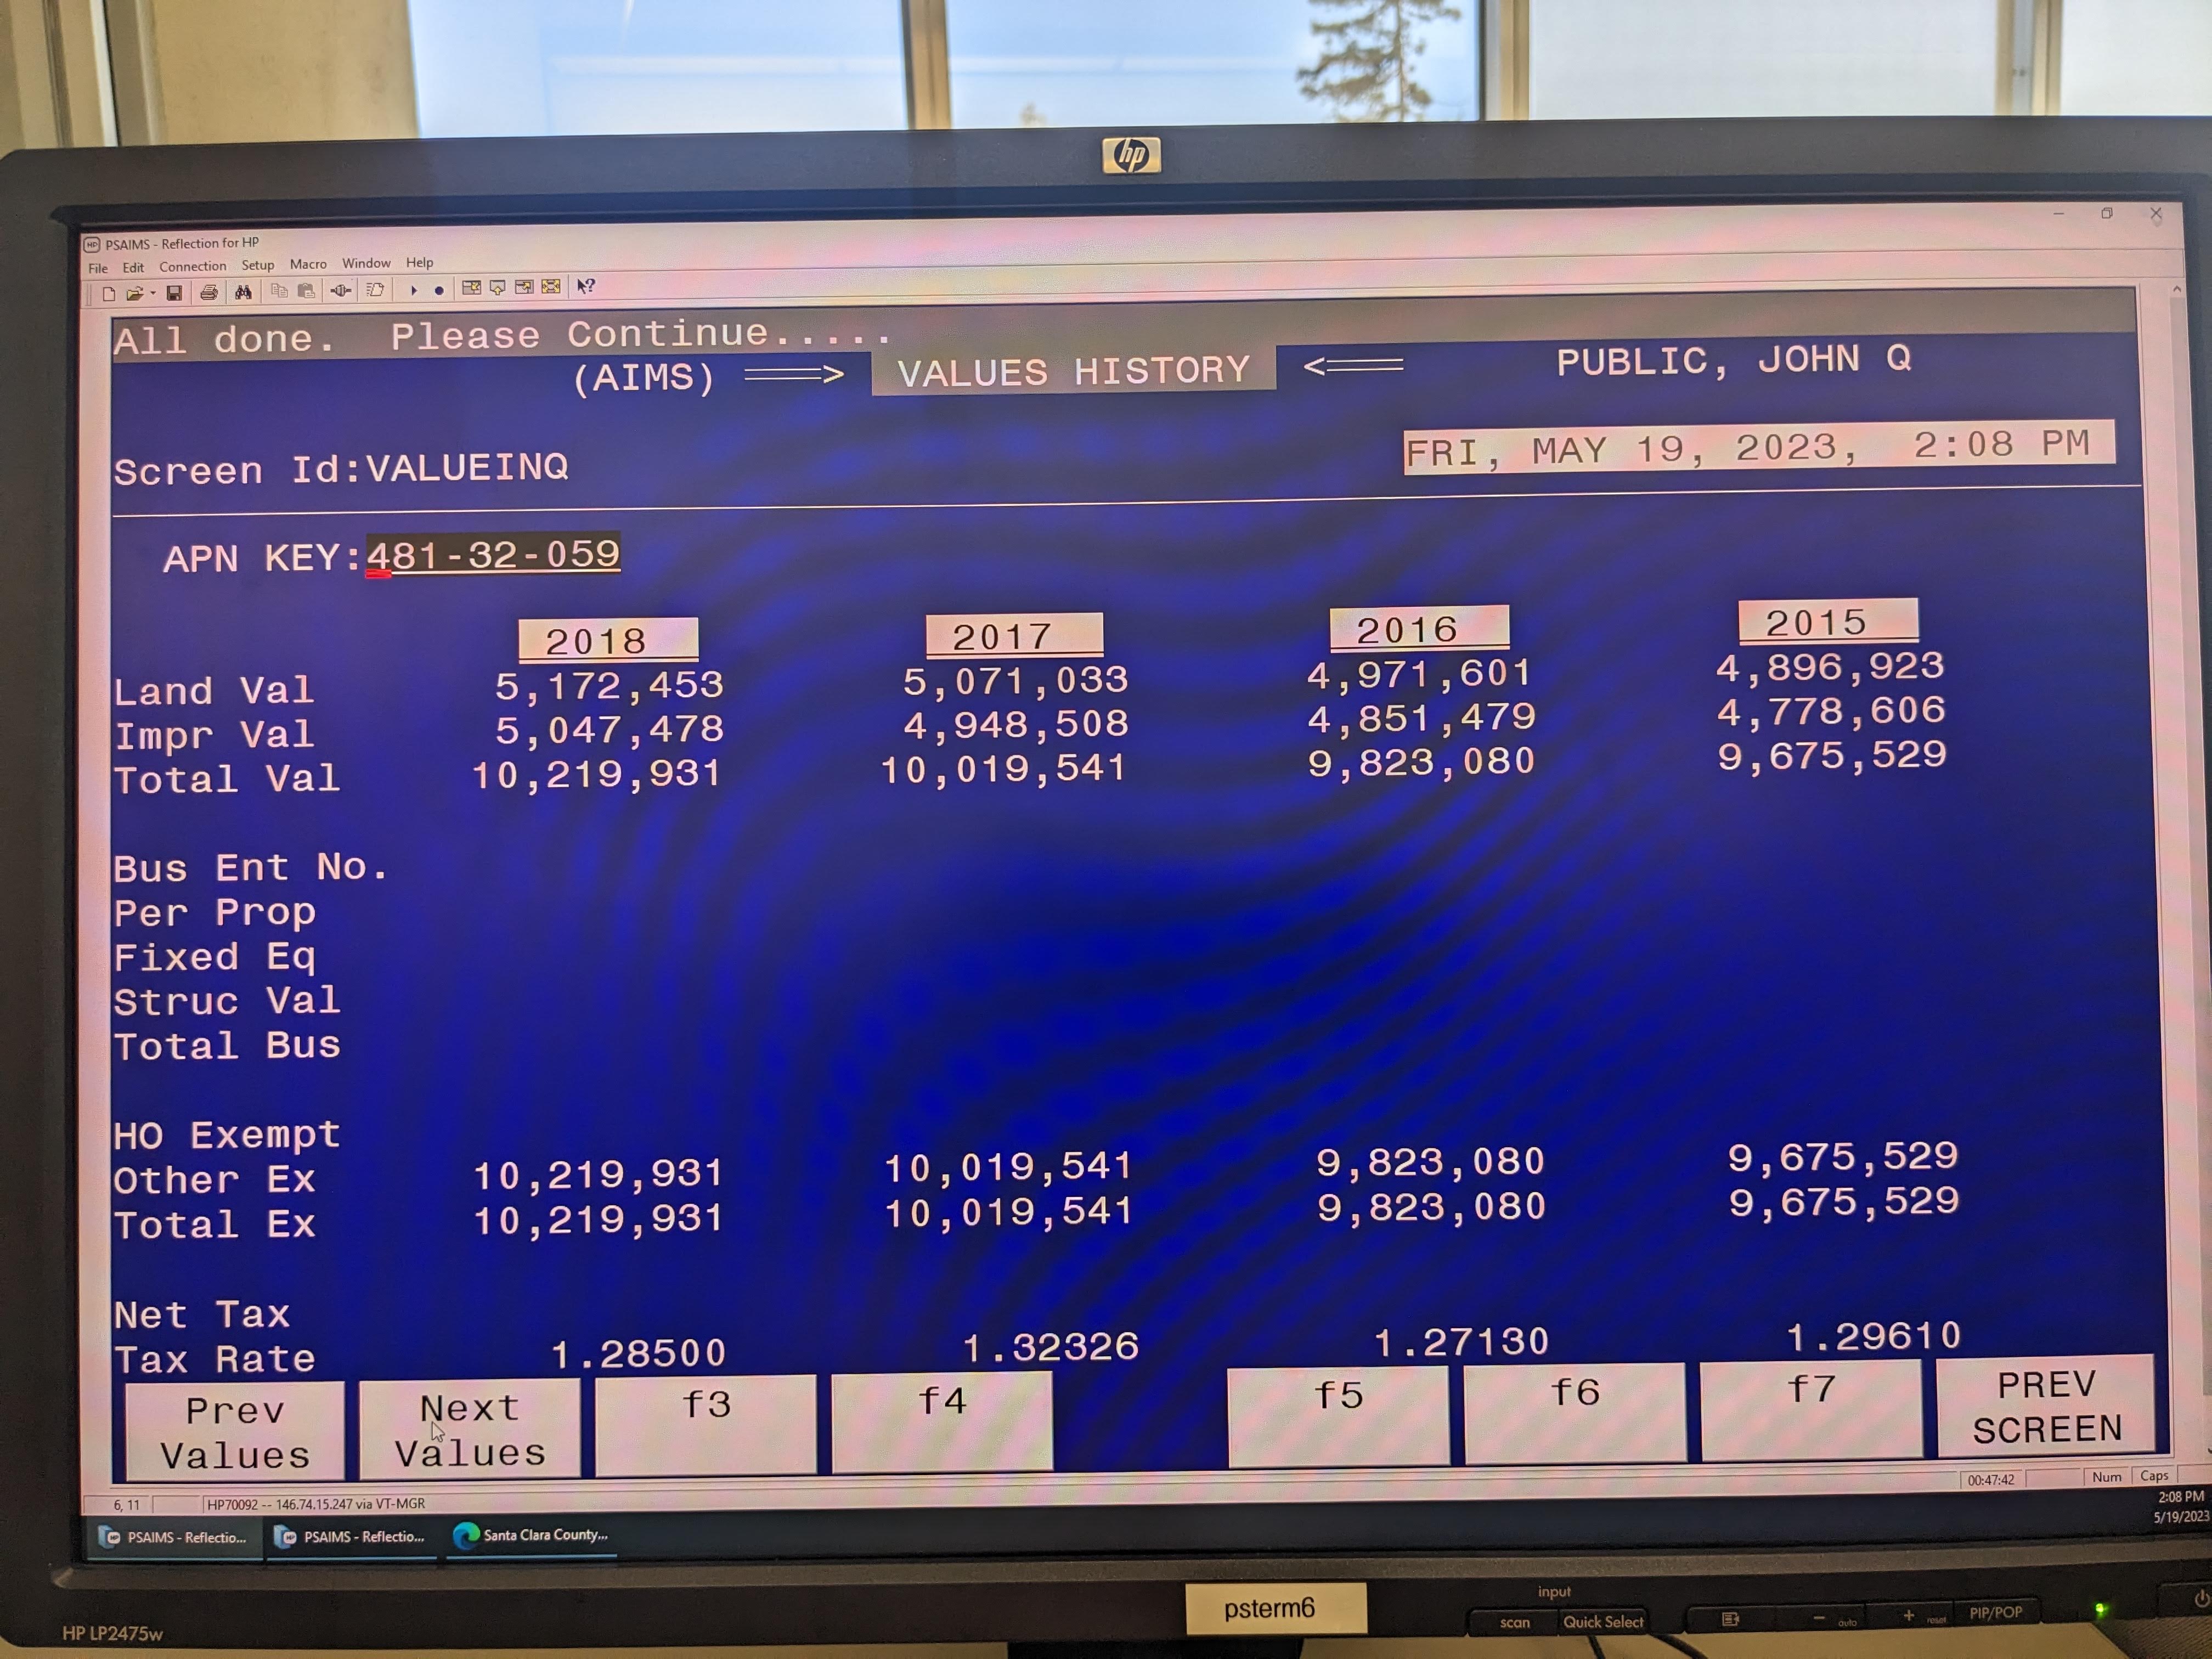 hp
PSAIMS - Reflection for HP
File Edit Connection Setup Macro Window Help
All done. Please Continue.....
(AIMS) ===> VALUES HISTORY <=== PUBLIC, JOHN Q
Screen Id:VALUEINQ FRI, MAY 19, 2023, 2:08 PM
APN KEY:481-32-059
2018 2017 2016 2015
Land Val 5,172,453 5,071,033 4,971,601 4,896,923
Impr Val 5,047,478 4,948,508 4,851,479 4,778,606
Total Val 10,219,931 10,019,541 9,823,080 9,675,529
Bus Ent No.
Per Prop
Fixed Eq
Struc Val
Total Bus
HO Exempt
Other Ex 10,219,931 10,019,541 9,823,080 9,675,529
Total Ex 10,219,931 10,019,541 9,823,080 9,675,529
Net Tax
Tax Rate 1.28500 1.32326 1.27130 1.29610
Prev Values Next Values f3 f4 f5 f6 f7 PREV SCREEN
00:47:42 Num Caps
6, 11 HP70092 -- 146.74.15.247 via VT-MGR
2:08 PM
5/19/2023
PSAIMS - Reflectio... PSAIMS - Reflectio... Santa Clara County...
HP LP2475w
psterm6
input
scan Quick Select
- auto + reset PIP/POP